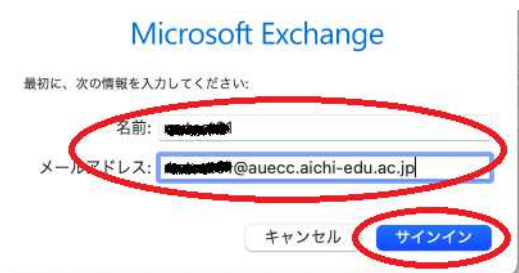 Microsoft Exchange
最初に、次の情報を入力してください:
名前:
メールアドレス: @auecc.aichi-edu.ac.jp
キャンセル サインイン